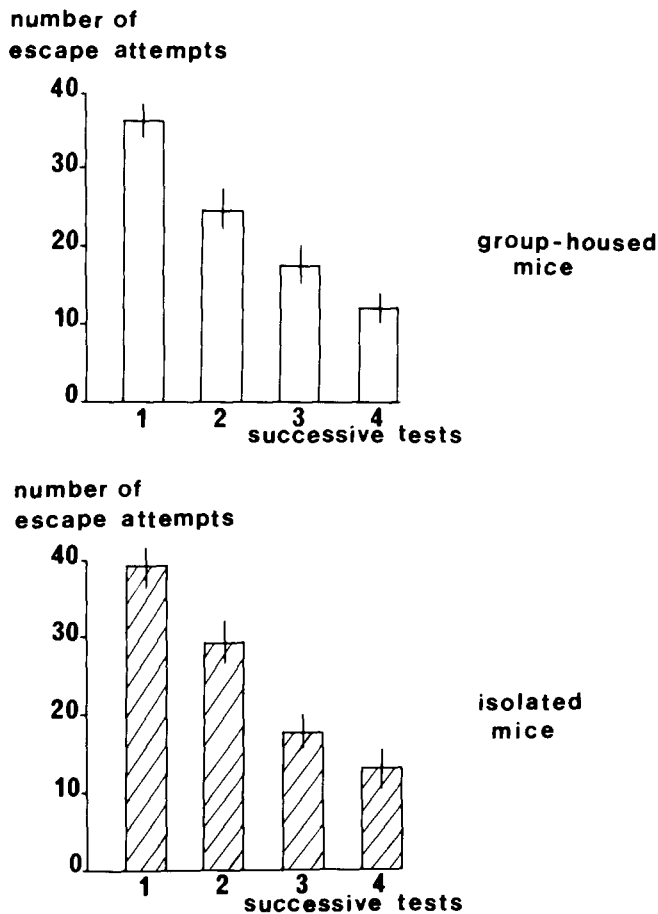 number of
escape attempts
40
30
20
10
0
1 2 3 4
successive tests
group-housed
mice
number of
escape attempts
40
30
20
10
0
1 2 3 4
successive tests
isolated
mice